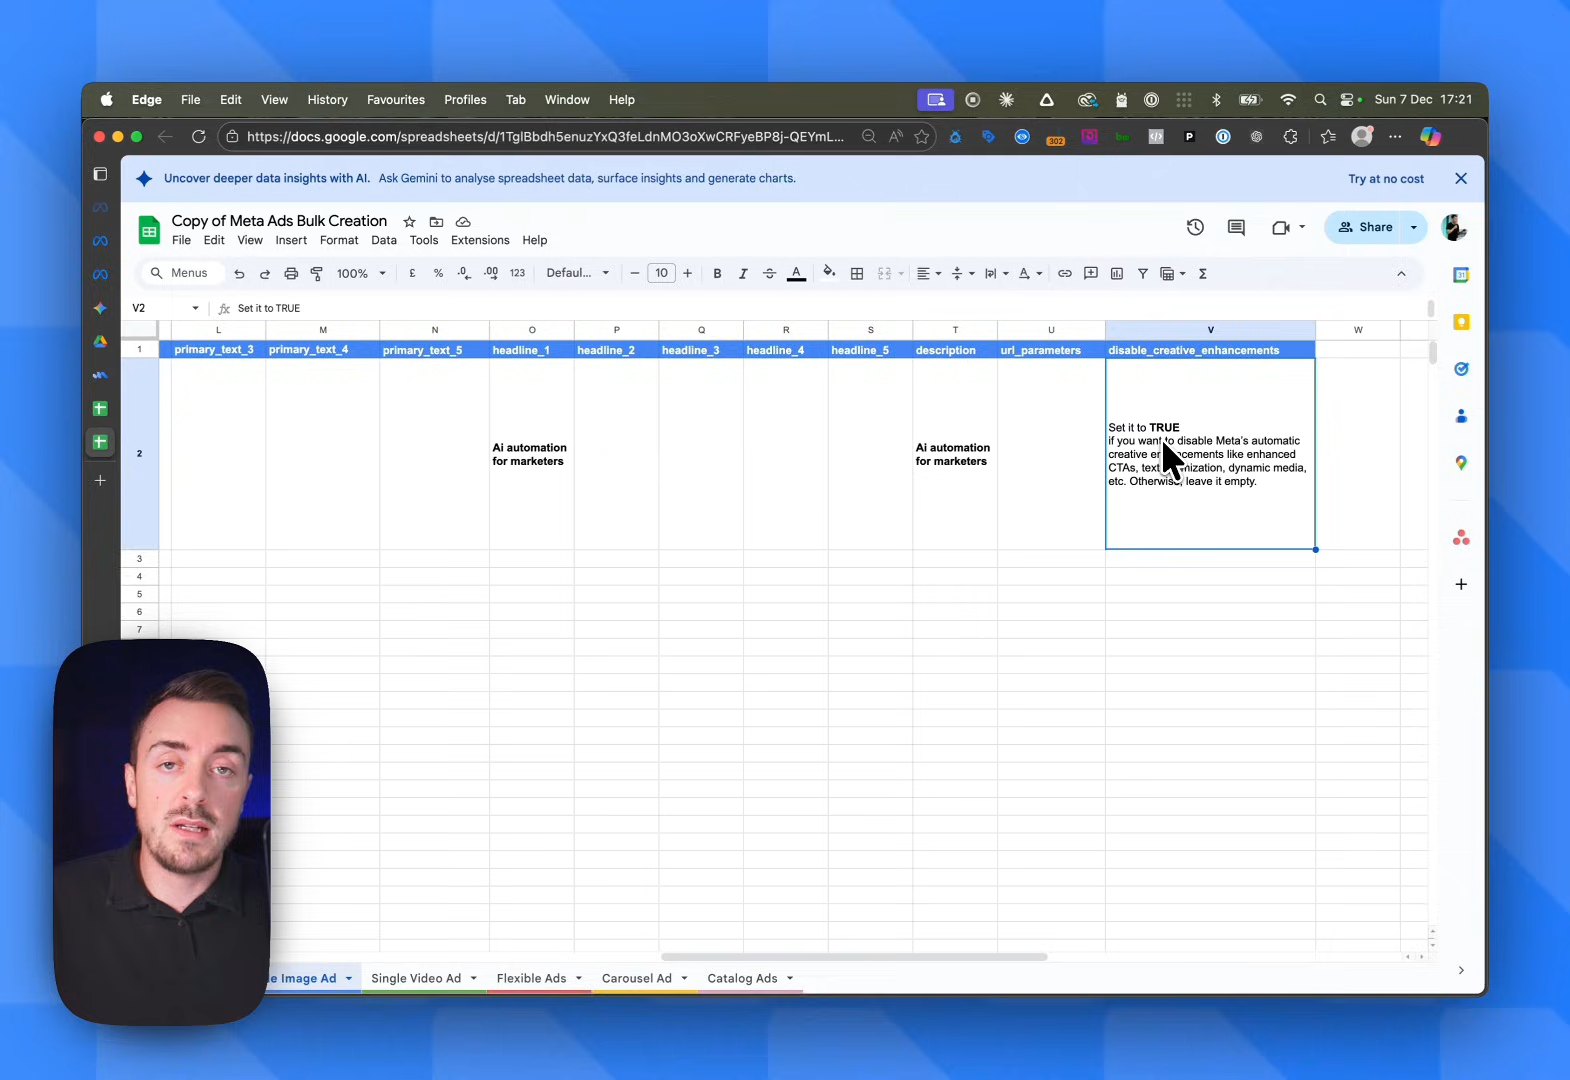 Edge File Edit View History Favourites Profiles Tab Window Help Sun 7 Dec 17:21
https://docs.google.com/spreadsheets/d/1TglBbdh5enuzYxQ3feLdnMO3oXwCRFyeBP8j-QEYmL... 302
Uncover deeper data insights with AI. Ask Gemini to analyse spreadsheet data, surface insights and generate charts. Try at no cost
Copy of Meta Ads Bulk Creation
File Edit View Insert Format Data Tools Extensions Help
Share
Menus 100% £ % .0 .00 123 Defaul... 10 B I S A
V2 fx Set it to TRUE
L M N O P Q R S T U V W
1 primary_text_3 primary_text_4 primary_text_5 headline_1 headline_2 headline_3 headline_4 headline_5 description url_parameters disable_creative_enhancements
2
Ai automation
for marketers
Ai automation
for marketers
Set it to TRUE
if you want to disable Meta's automatic
creative enhancements like enhanced
CTAs, text dynamic media,
etc. Otherwise, leave it empty.
3
4
5
6
7
e Image Ad Single Video Ad Flexible Ads Carousel Ad Catalog Ads